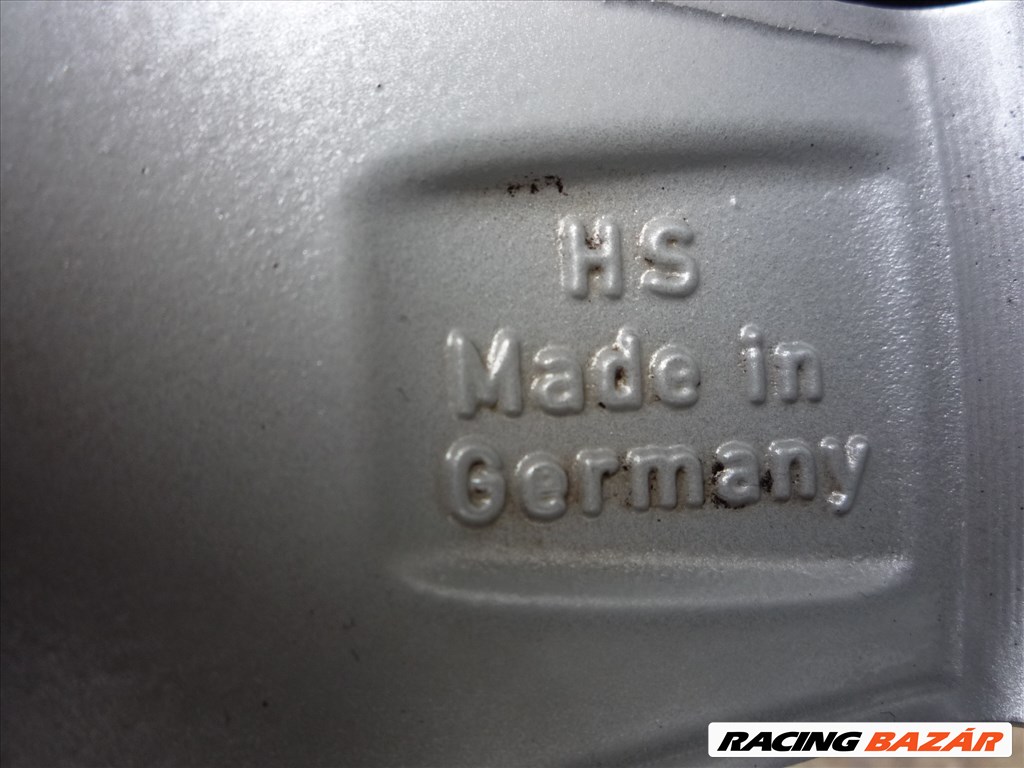 HS
Made in
Germany
RACING BAZÁR